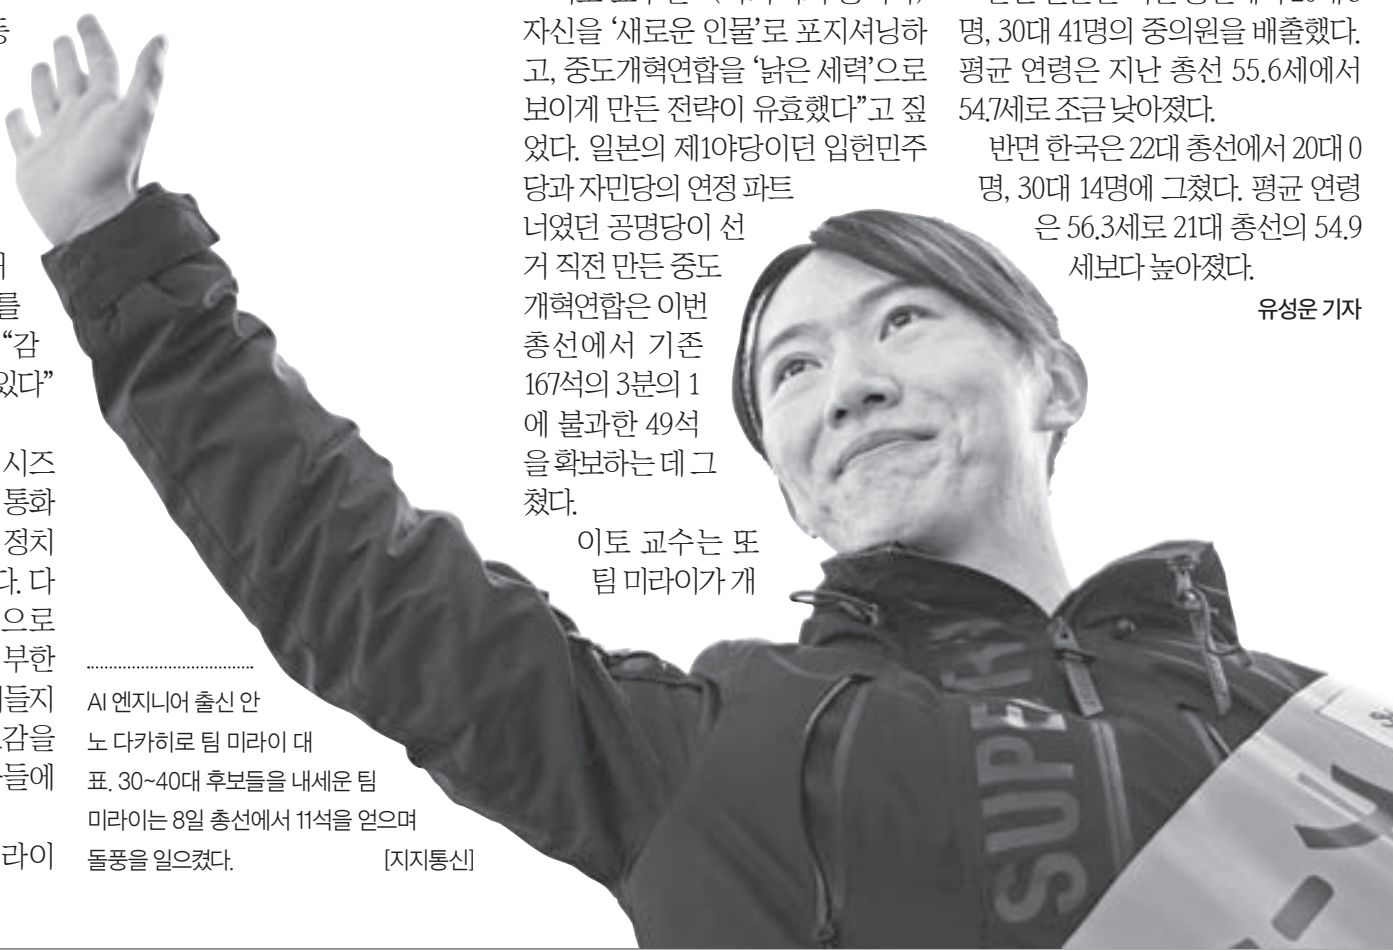 등
를
“감
있다”
시즈
통화
정치
다. 다
으로
부한
들지
감을
들에
라이
AI 엔지니어 출신 안
노 다카히로 팀 미라이 대
표. 30~40대 후보들을 내세운 팀
미라이는 8일 총선에서 11석을 얻으며
돌풍을 일으켰다. [지지통신]
자신을 ‘새로운 인물’로 포지셔닝하
고, 중도개혁연합을 ‘낡은 세력’으로
보이게 만든 전략이 유효했다”고 짚
었다. 일본의 제1야당이던 입헌민주
당과 자민당의 연정 파트
너였던 공명당이 선
거 직전 만든 중도
개혁연합은 이번
총선에서 기존
167석의 3분의 1
에 불과한 49석
을 확보하는 데 그
쳤다.
이토 교수는 또
팀 미라이가 개
명, 30대 41명의 중의원을 배출했다.
평균 연령은 지난 총선 55.6세에서
54.7세로 조금 낮아졌다.
반면 한국은 22대 총선에서 20대 0
명, 30대 14명에 그쳤다. 평균 연령
은 56.3세로 21대 총선의 54.9
세보다 높아졌다.
유성운 기자